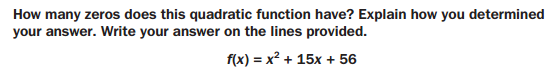 How many zeros does this quadratic function have? Explain how you determined
your answer. Write your answer on the lines provided.
f(x) = x² + 15x + 56